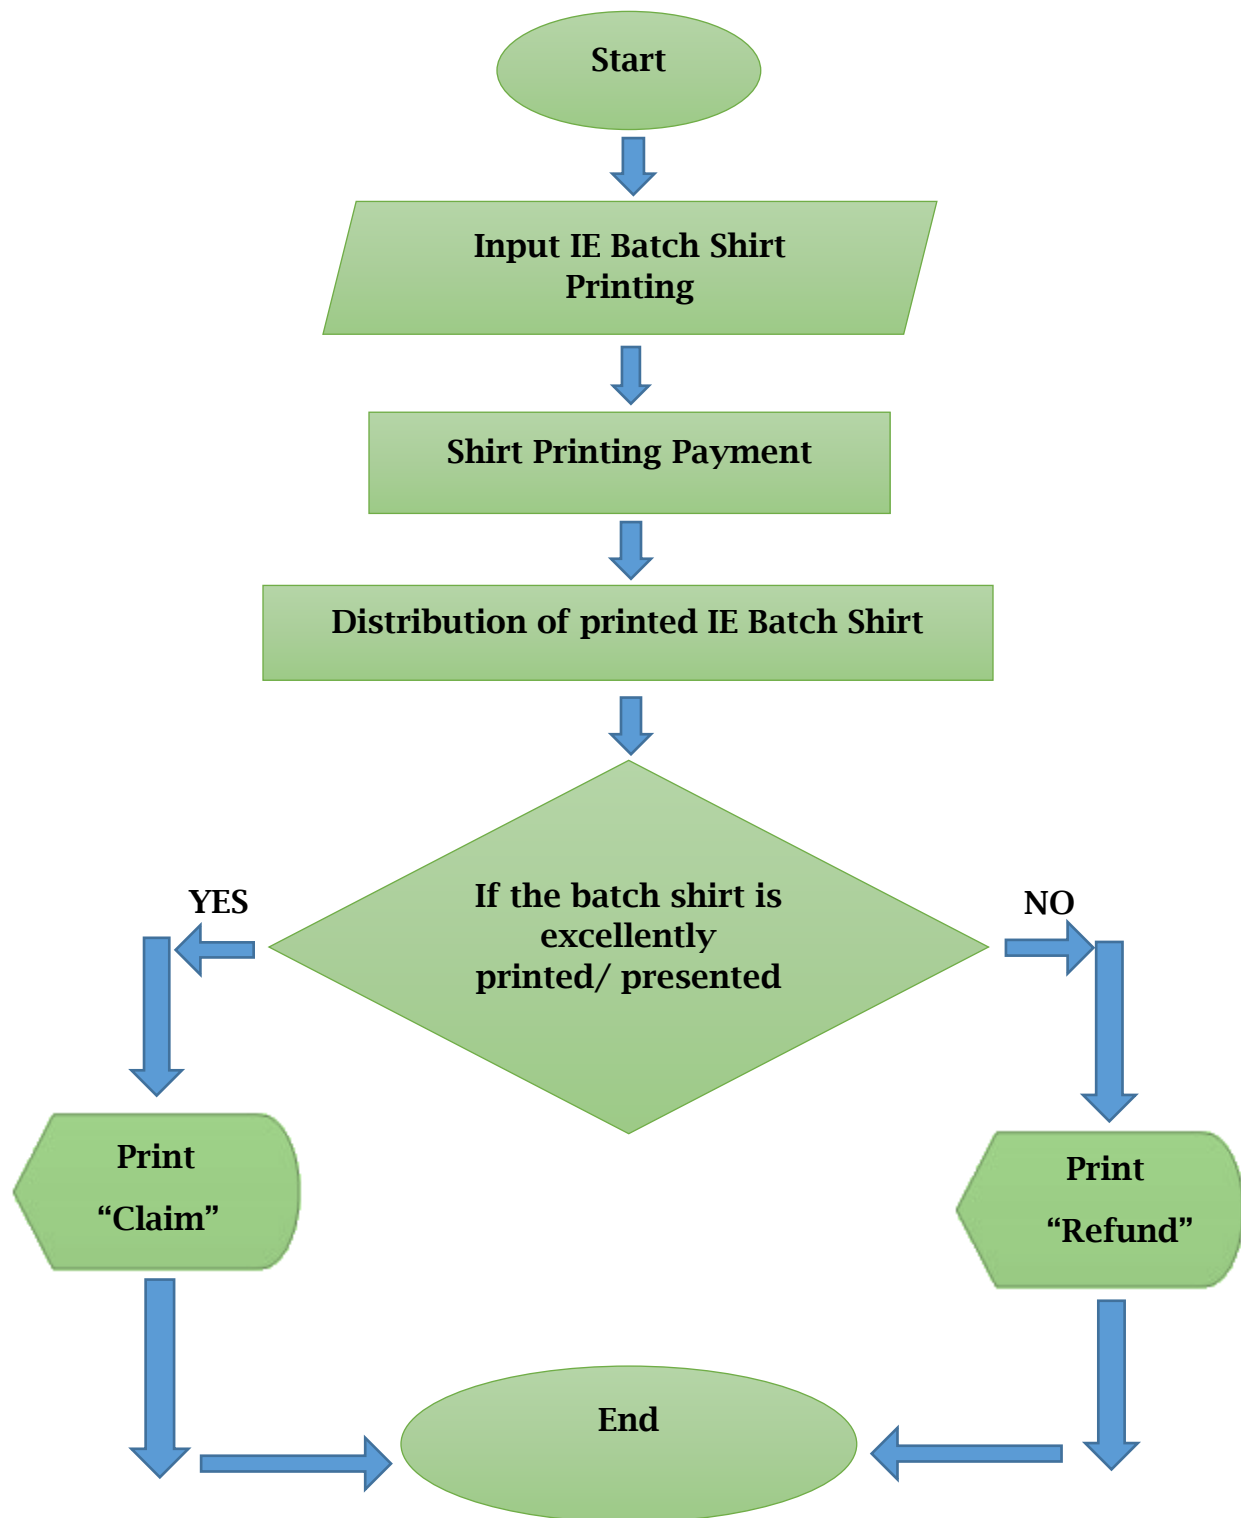 Start
Input IE Batch Shirt
Printing
Shirt Printing Payment
Distribution of printed IE Batch Shirt
If the batch shirt is
excellently
printed/ presented
YES
NO
Print
“Claim”
Print
“Refund”
End